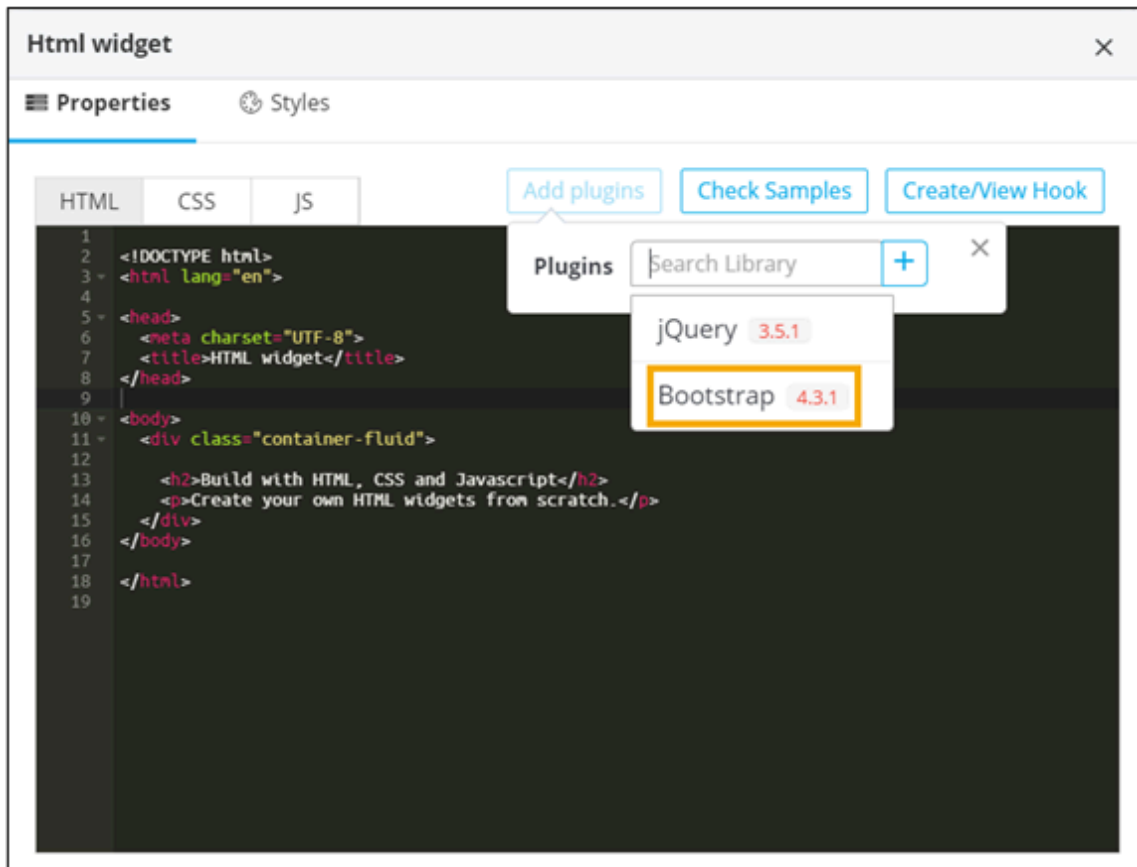 Html widget
Properties Styles
HTML CSS JS Add plugins Check Samples Create/View Hook
Plugins Search Library +
jQuery 3.5.1
Bootstrap 4.3.1
1
2 <!DOCTYPE html>
3 <html lang="en">
4
5 <head>
6 <meta charset="UTF-8">
7 <title>HTML widget</title>
8 </head>
9
10 <body>
11 <div class="container-fluid">
12
13 <h2>Build with HTML, CSS and Javascript</h2>
14 <p>Create your own HTML widgets from scratch.</p>
15 </div>
16 </body>
17
18 </html>
19